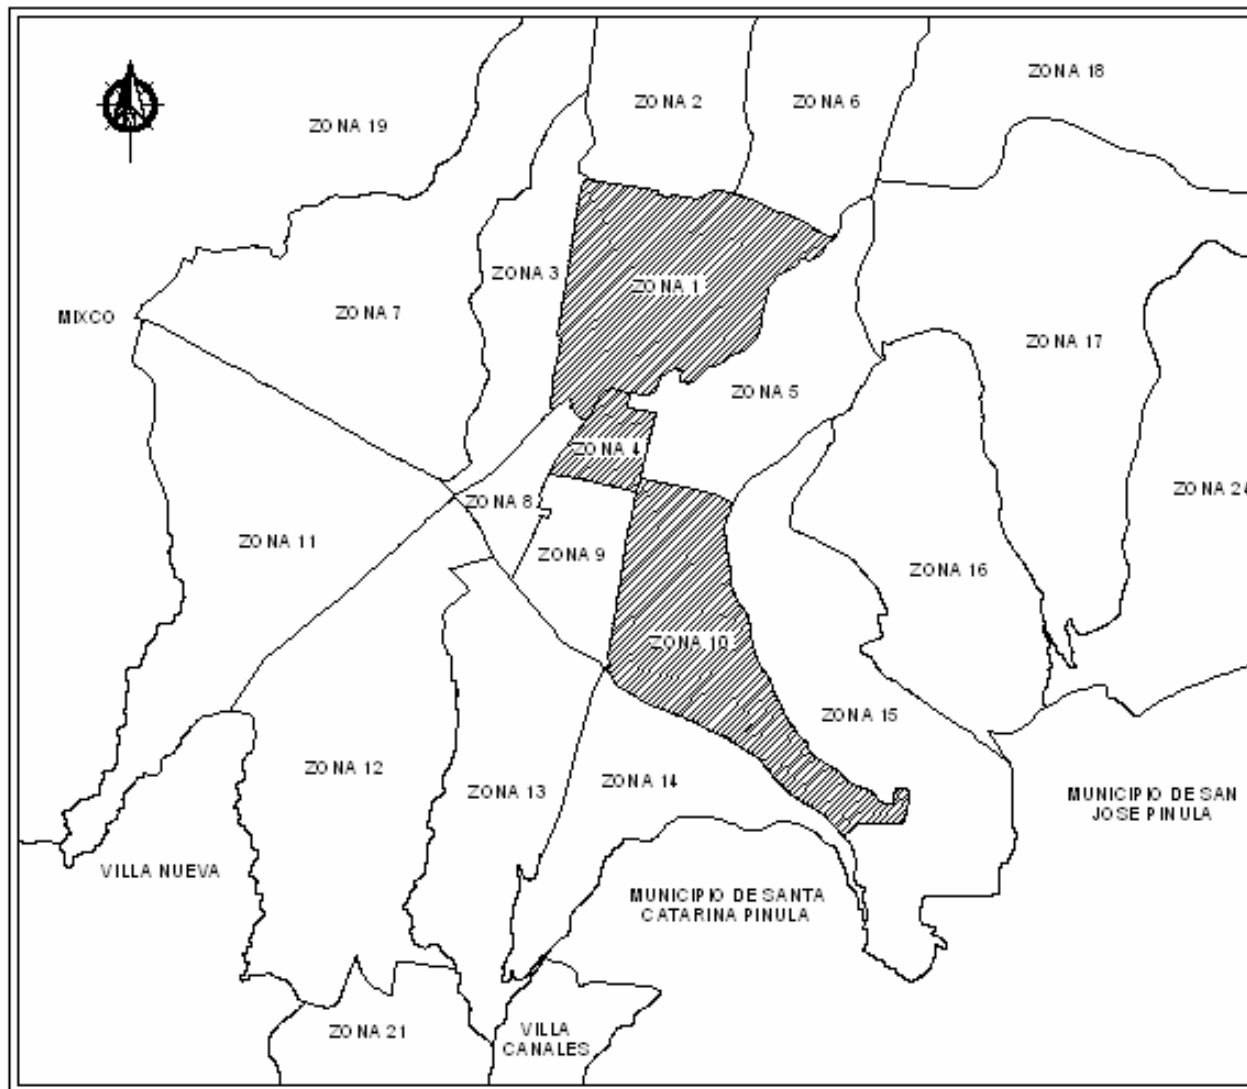 ZONA 18
ZONA 2
ZONA 6
ZONA 19
ZONA 3
ZONA 1
ZONA 7
MIXCO
ZONA 17
ZONA 5
ZONA 4
ZONA 24
ZONA 8
ZONA 11
ZONA 9
ZONA 16
ZONA 10
ZONA 15
ZONA 12
ZONA 14
ZONA 13
MUNICIPIO DE SAN
JOSE PINULA
VILLA NUEVA
MUNICIPIO DE SANTA
CATARINA PINULA
ZONA 21
VILLA
CANALES